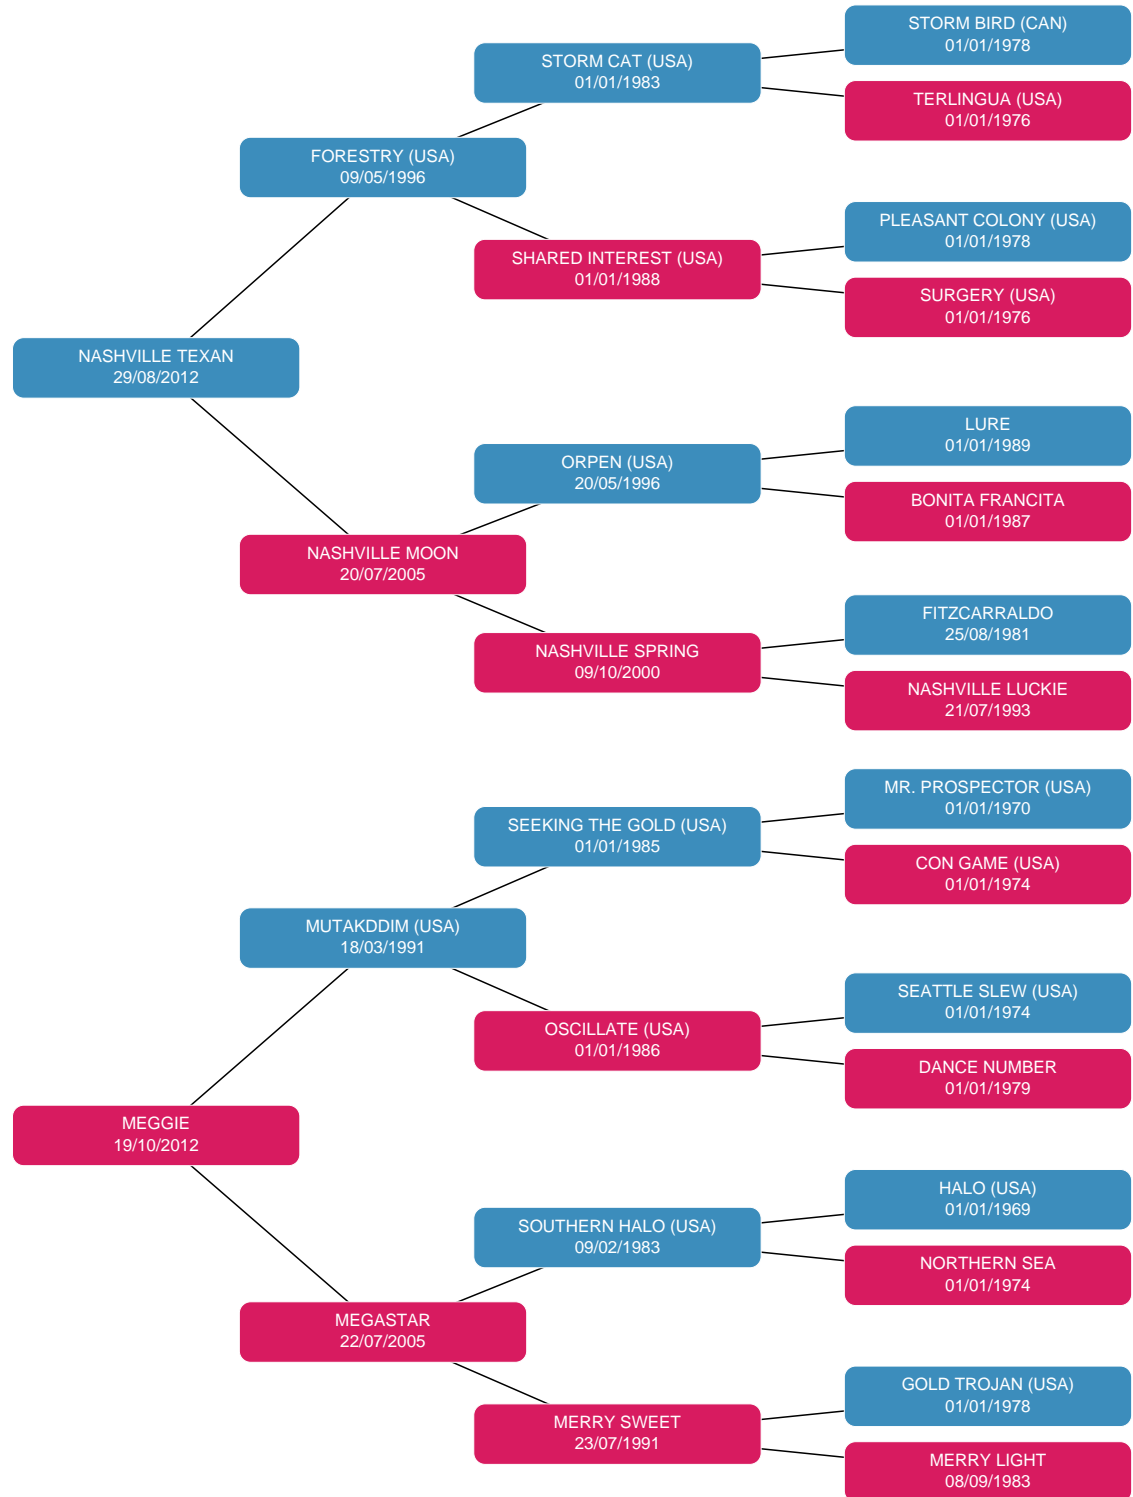 STORM BIRD (CAN)
01/01/1978
STORM CAT (USA)
01/01/1983
TERLINGUA (USA)
01/01/1976
FORESTRY (USA)
09/05/1996
PLEASANT COLONY (USA)
01/01/1978
SHARED INTEREST (USA)
01/01/1988
SURGERY (USA)
01/01/1976
NASHVILLE TEXAN
29/08/2012
LURE
01/01/1989
ORPEN (USA)
20/05/1996
BONITA FRANCITA
01/01/1987
NASHVILLE MOON
20/07/2005
FITZCARRALDO
25/08/1981
NASHVILLE SPRING
09/10/2000
NASHVILLE LUCKIE
21/07/1993
MR. PROSPECTOR (USA)
01/01/1970
SEEKING THE GOLD (USA)
01/01/1985
CON GAME (USA)
01/01/1974
MUTAKDDIM (USA)
18/03/1991
SEATTLE SLEW (USA)
01/01/1974
OSCILLATE (USA)
01/01/1986
DANCE NUMBER
01/01/1979
MEGGIE
19/10/2012
HALO (USA)
01/01/1969
SOUTHERN HALO (USA)
09/02/1983
NORTHERN SEA
01/01/1974
MEGASTAR
22/07/2005
GOLD TROJAN (USA)
01/01/1978
MERRY SWEET
23/07/1991
MERRY LIGHT
08/09/1983